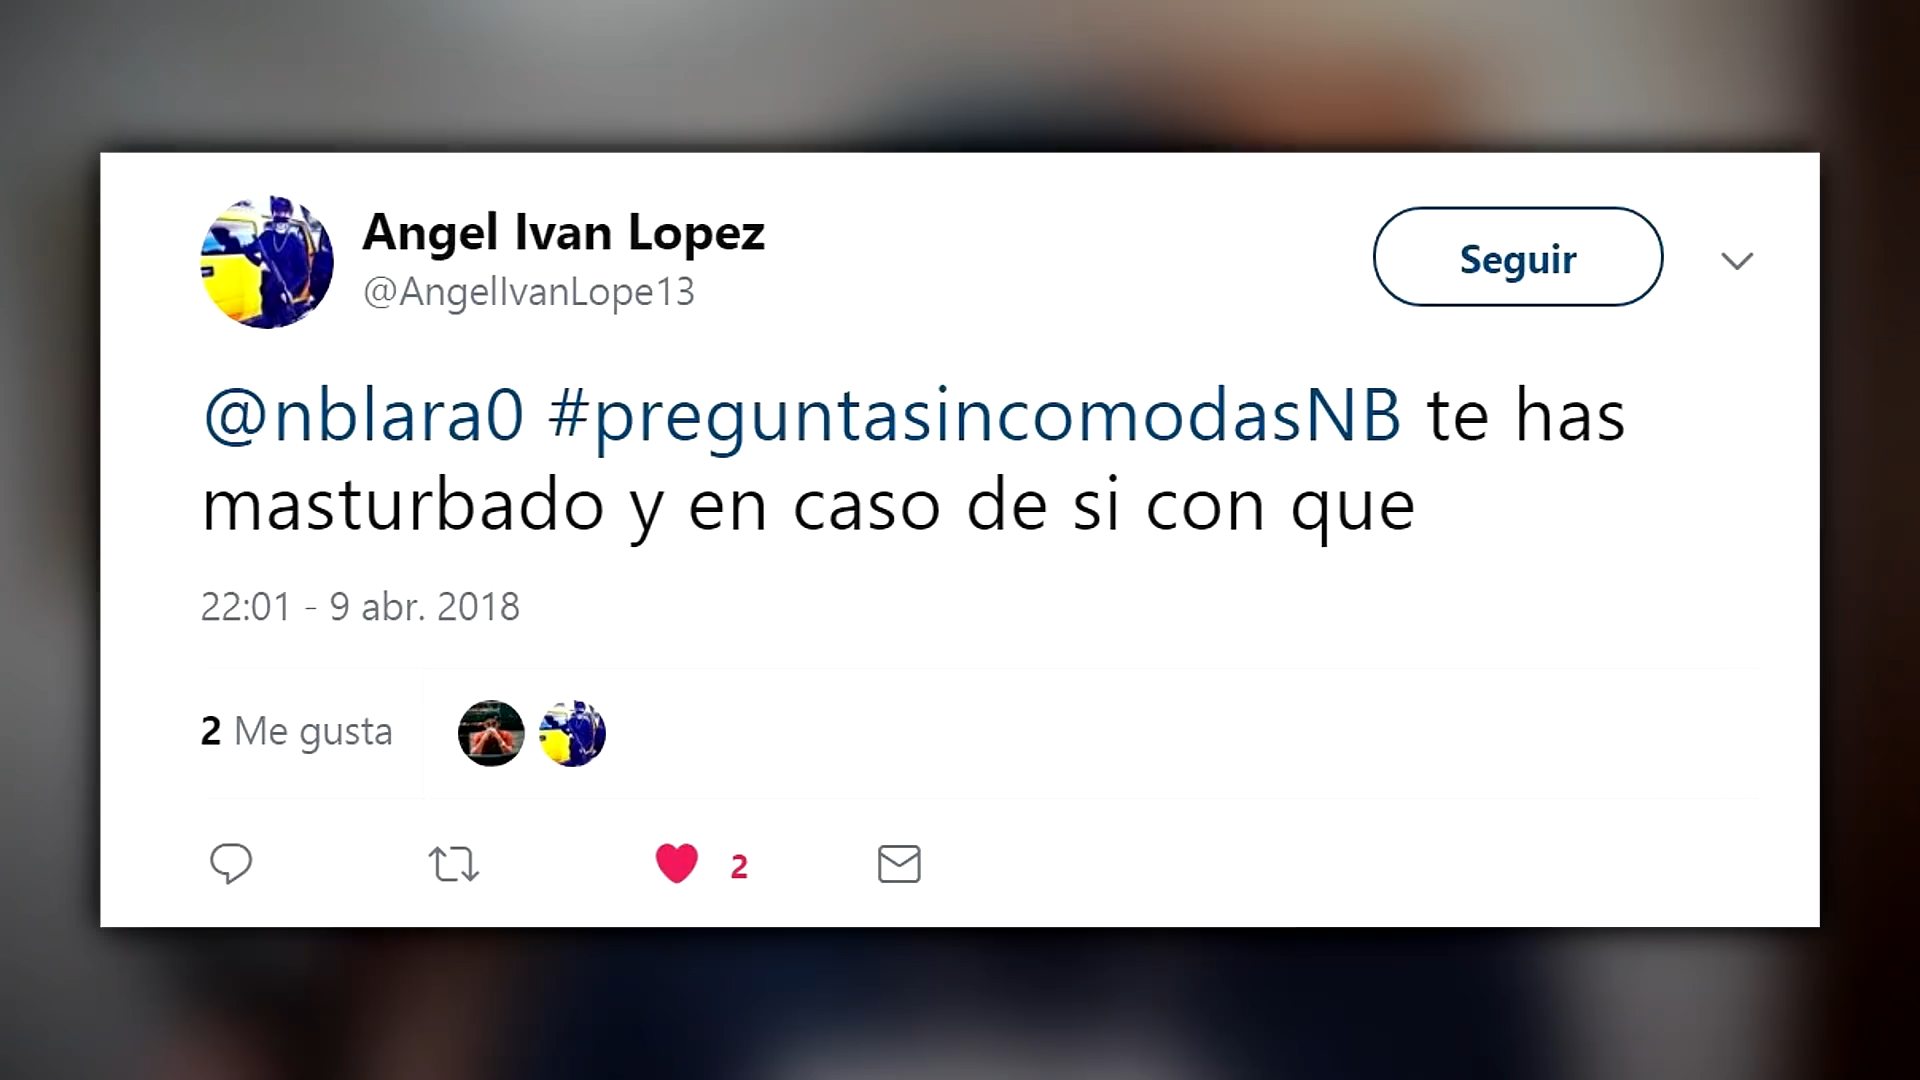 Angel Ivan Lopez
@AngelIvanLope13
Seguir
@nblara0 #preguntasincomodasNB te has
masturbado y en caso de si con que
22:01 - 9 abr. 2018
2 Me gusta
2